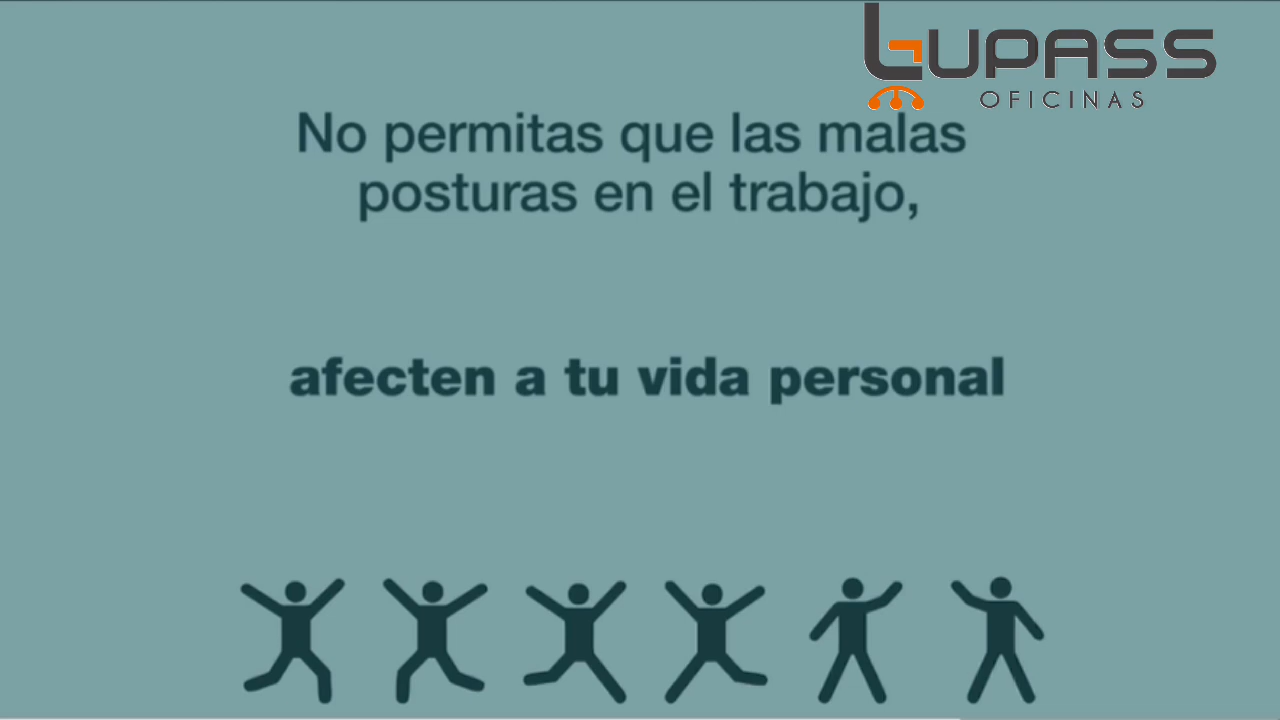 LUPASS
OFICINAS
No permitas que las malas
posturas en el trabajo,
afecten a tu vida personal